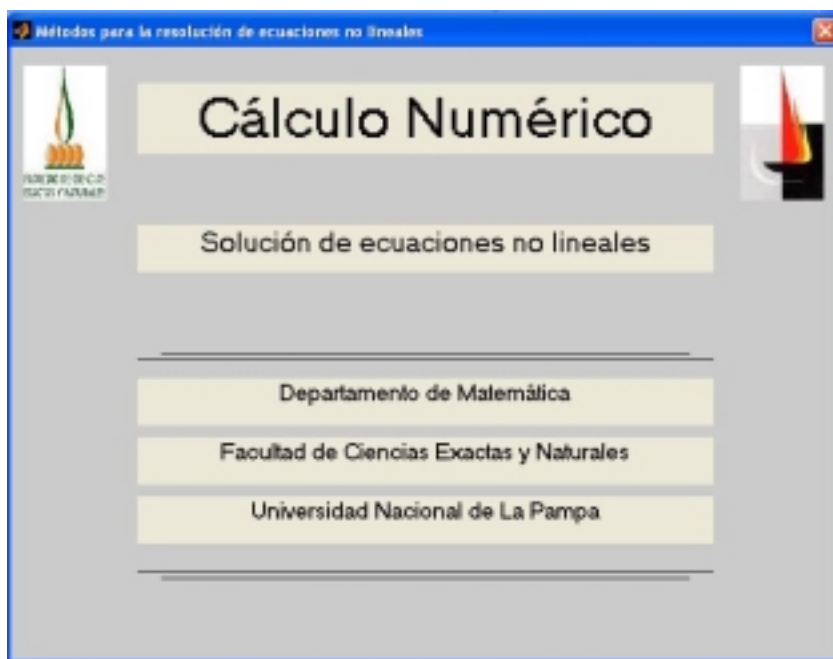 Métodos para la resolución de ecuaciones no lineales
Cálculo Numérico
Solución de ecuaciones no lineales
Departamento de Matemática
Facultad de Ciencias Exactas y Naturales
Universidad Nacional de La Pampa